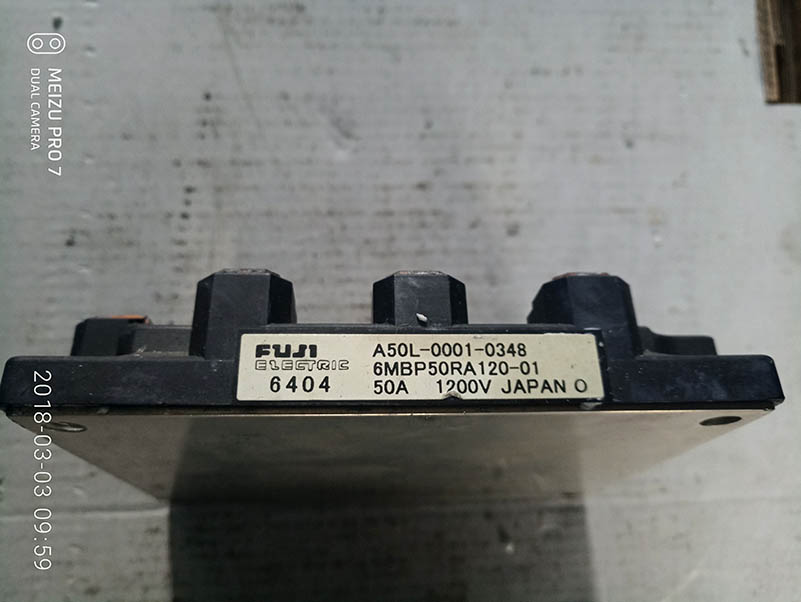 MEIZU PRO 7
DUAL CAMERA
FUJI
ELECTRIC
6404
A50L-0001-0348
6MBP50RA120-01
50A 1200V JAPAN O
2018-03-03 09:59